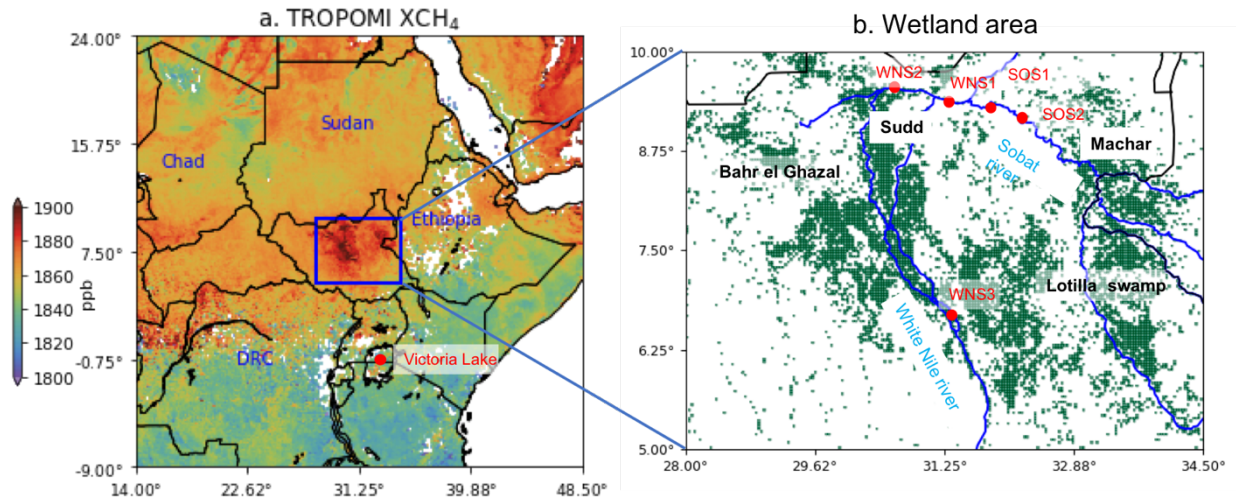 a. TROPOMI XCH₄
b. Wetland area
24.00°
15.75°
7.50°
-0.75°
-9.00°
14.00°
22.62°
31.25°
39.88°
48.50°
1900
1880
1860
1840
1820
1800
ppb
Sudan
Chad
Ethiopia
DRC
Victoria Lake
10.00°
8.75°
7.50°
6.25°
5.00°
28.00°
29.62°
31.25°
32.88°
34.50°
WNS2
WNS1
SOS1
SOS2
Sudd
Machar
Sobat
river
Bahr el Ghazal
Lotilla swamp
WNS3
White Nile river